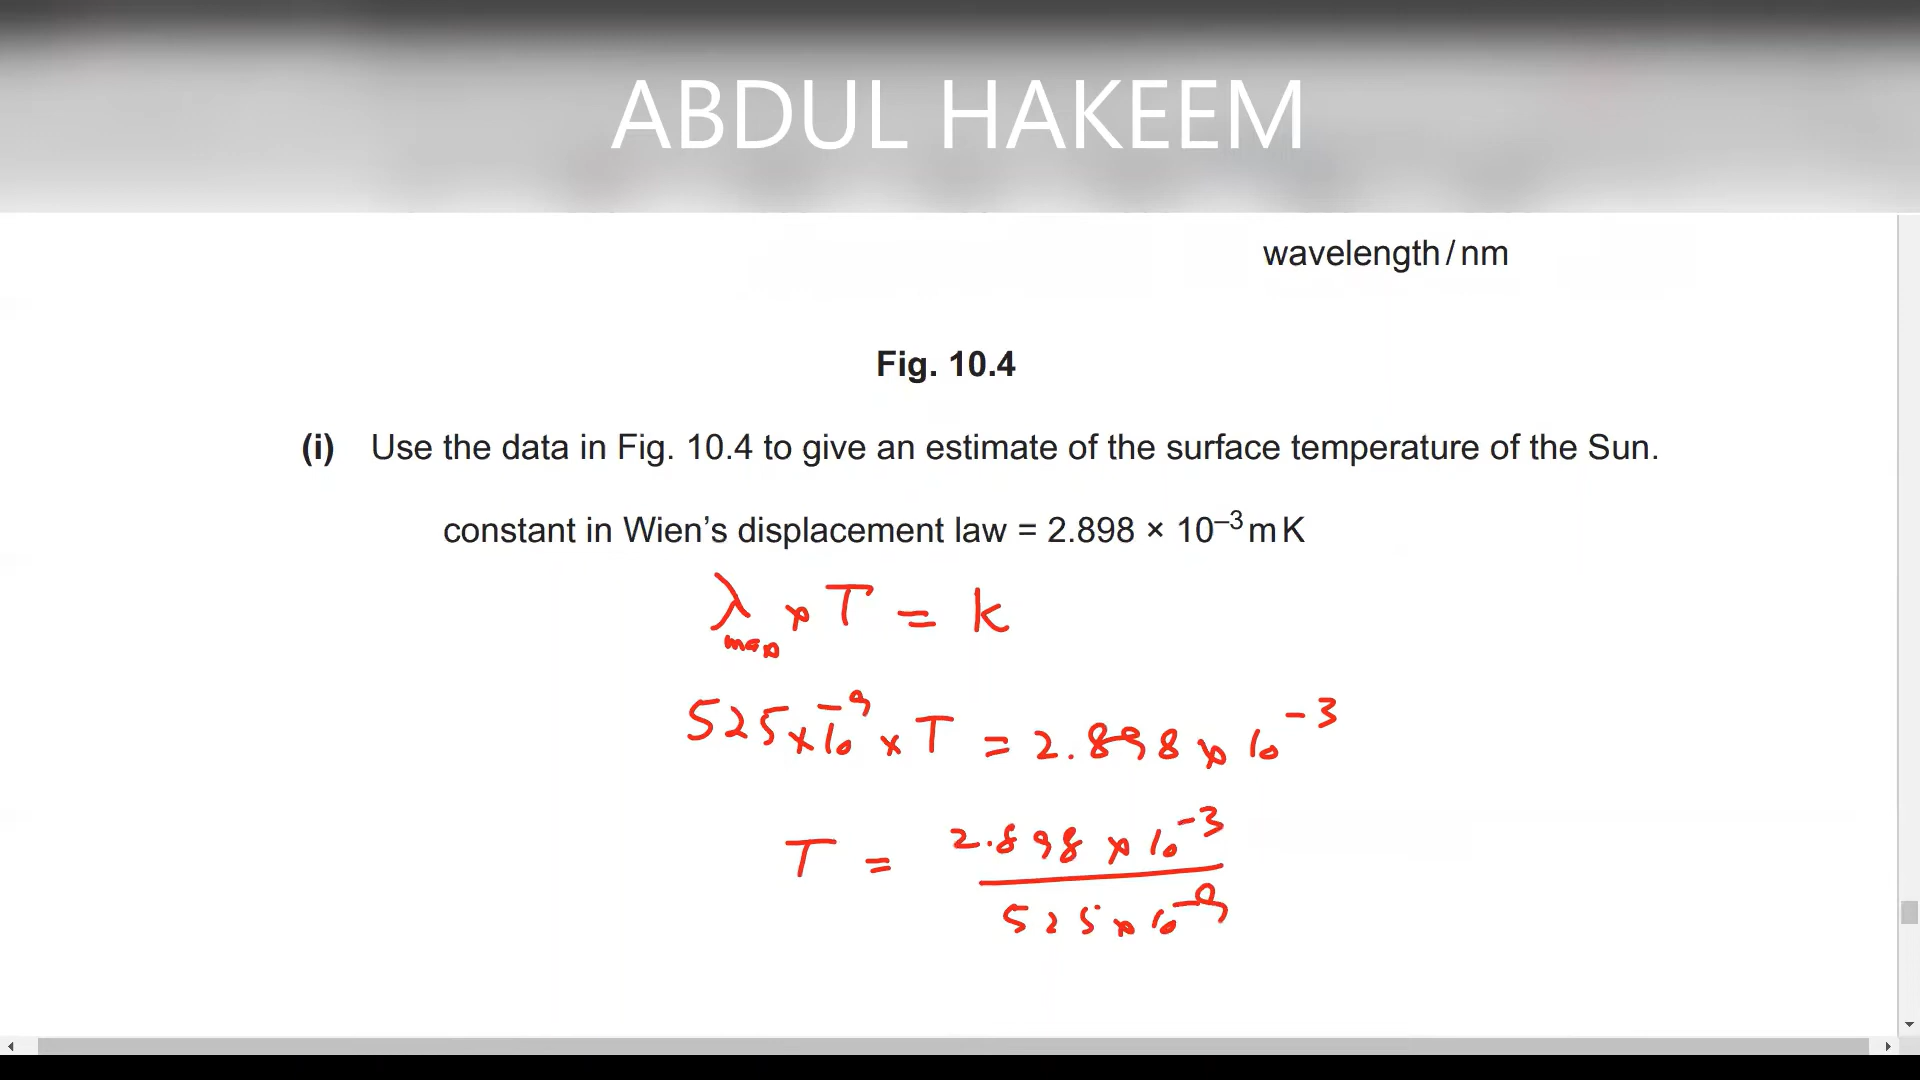 ABDUL HAKEEM
wavelength/nm
Fig. 10.4
(i) Use the data in Fig. 10.4 to give an estimate of the surface temperature of the Sun.
constant in Wien’s displacement law = 2.898 × 10⁻³ m K
λmax × T = k
525 × 10⁻⁹ × T = 2.898 × 10⁻³
T = 2.898 × 10⁻³
525 × 10⁻⁹